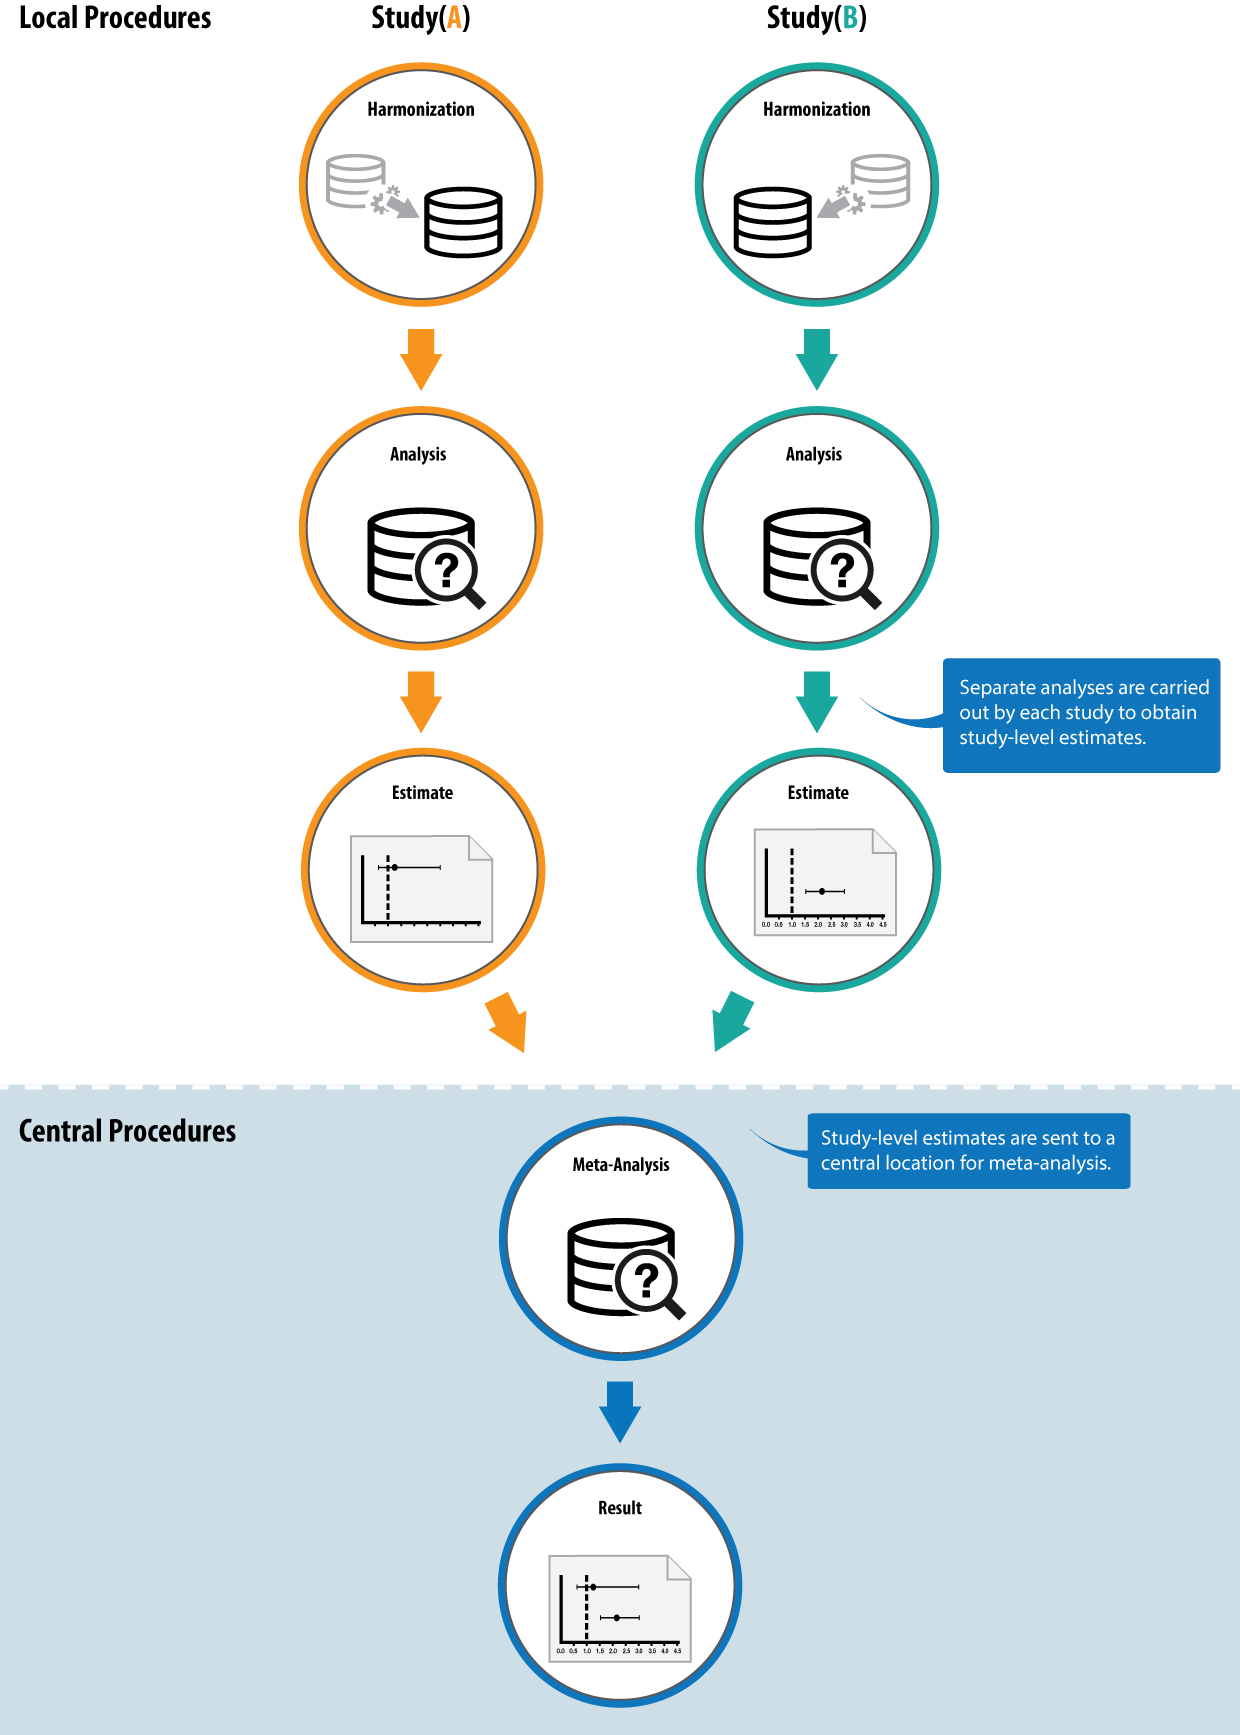 Local Procedures
Study(A)
Study(B)
Harmonization
Harmonization
Analysis
Analysis
?
?
Separate analyses are carried
out by each study to obtain
study-level estimates.
Estimate
Estimate
0.0 0.5 1.0 1.5 2.0 2.5 3.0 3.5 4.0 4.5
Central Procedures
Study-level estimates are sent to a
central location for meta-analysis.
Meta-Analysis
?
Result
0.0 0.5 1.0 1.5 2.0 2.5 3.0 3.5 4.0 4.5